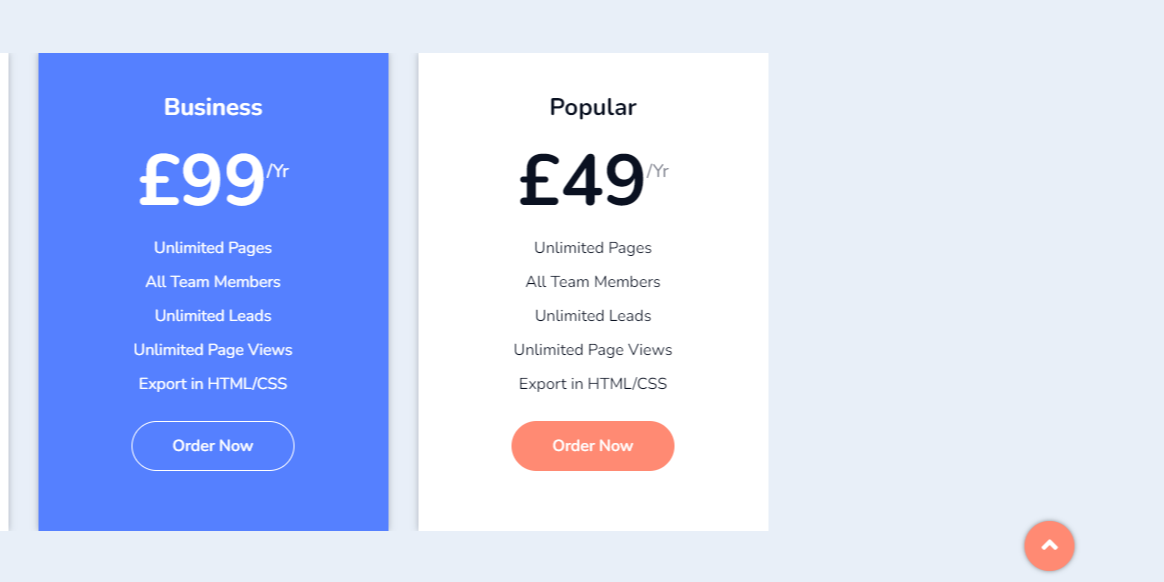 Business
£99/Yr
Unlimited Pages
All Team Members
Unlimited Leads
Unlimited Page Views
Export in HTML/CSS
Order Now
Popular
£49/Yr
Unlimited Pages
All Team Members
Unlimited Leads
Unlimited Page Views
Export in HTML/CSS
Order Now